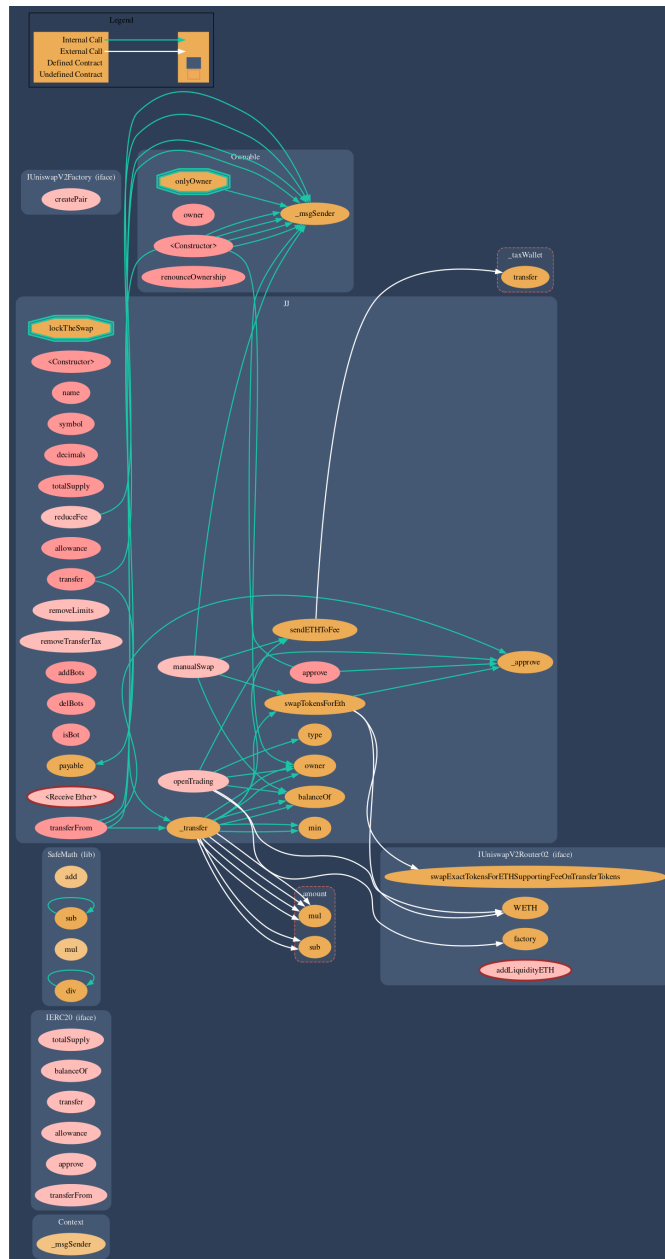 Legend
Internal Call
External Call
Defined Contract
Undefined Contract
IUniswapV2Factory (iface)
createPair
Ownable
onlyOwner
owner
<Constructor>
renounceOwnership
_msgSender
_taxWallet
transfer
JJ
lockTheSwap
<Constructor>
name
symbol
decimals
totalSupply
reduceFee
allowance
transfer
removeLimits
removeTransferTax
addBots
delBots
isBot
payable
<Receive Ether>
transferFrom
manualSwap
openTrading
_transfer
sendETHToFee
approve
swapTokensForEth
type
owner
balanceOf
min
_approve
SafeMath (lib)
add
sub
mul
div
amount
mul
sub
IUniswapV2Router02 (iface)
swapExactTokensForETHSupportingFeeOnTransferTokens
WETH
factory
addLiquidityETH
IERC20 (iface)
totalSupply
balanceOf
transfer
allowance
approve
transferFrom
Context
_msgSender